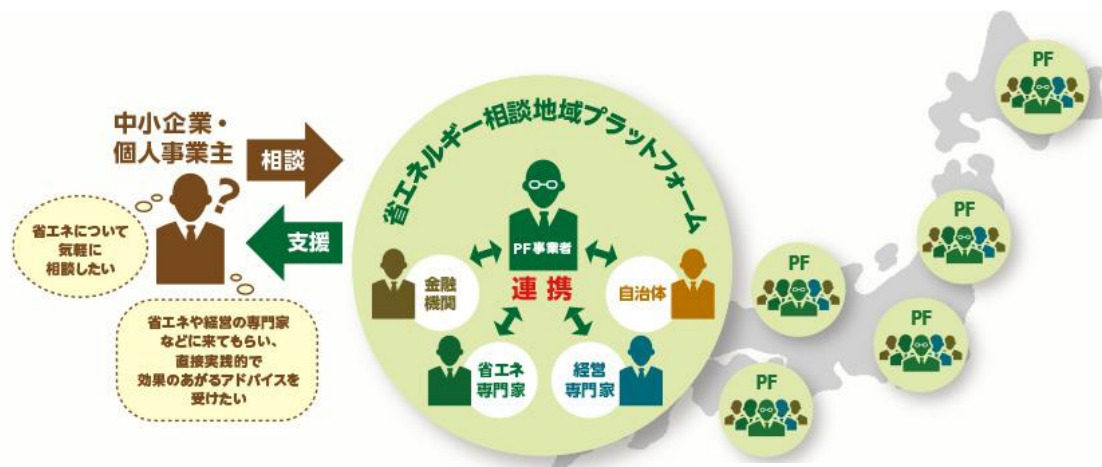 中小企業・
個人事業主
相談
支援
?
省エネについて
気軽に
相談したい
省エネや経営の専門家
などに来てもらい、
直接実践的で
効果のあがるアドバイスを
受けたい
省エネルギー相談地域プラットフォーム
PF事業者
連携
金融
機関
自治体
省エネ
専門家
経営
専門家
PF
PF
PF
PF
PF